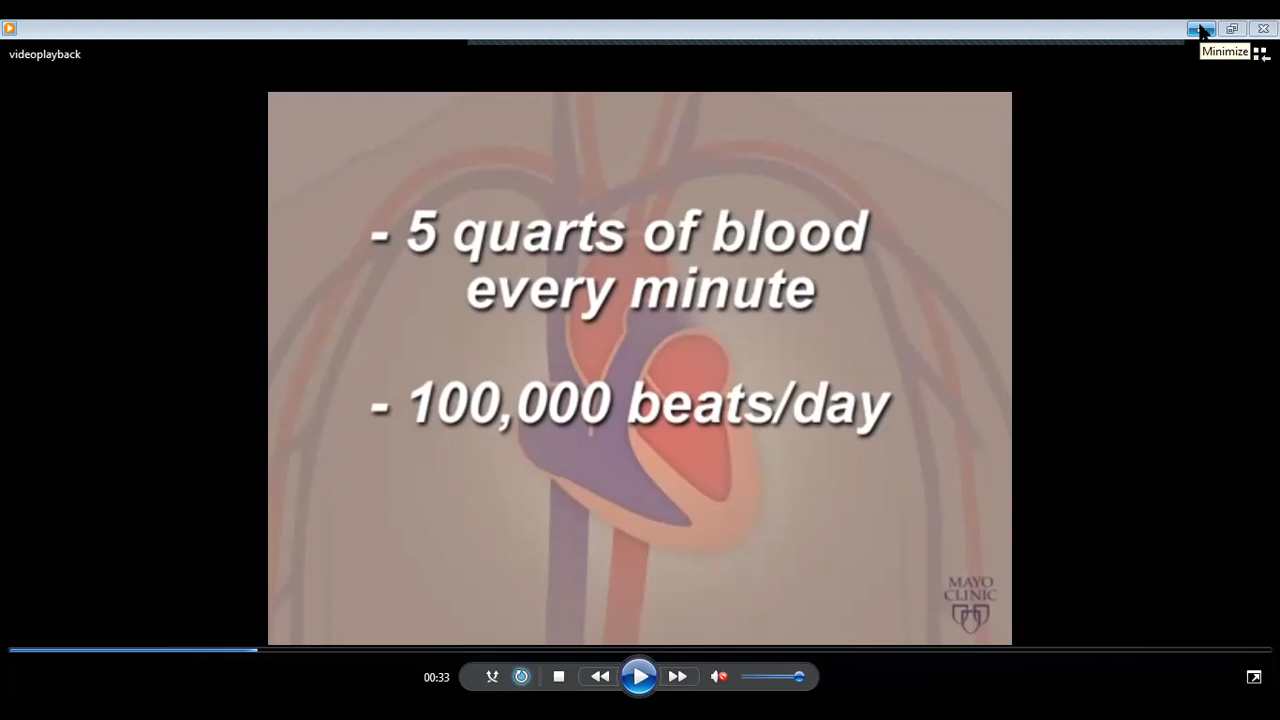 Minimize
videoplayback
- 5 quarts of blood
every minute
- 100,000 beats/day
MAYO
CLINIC
00:33